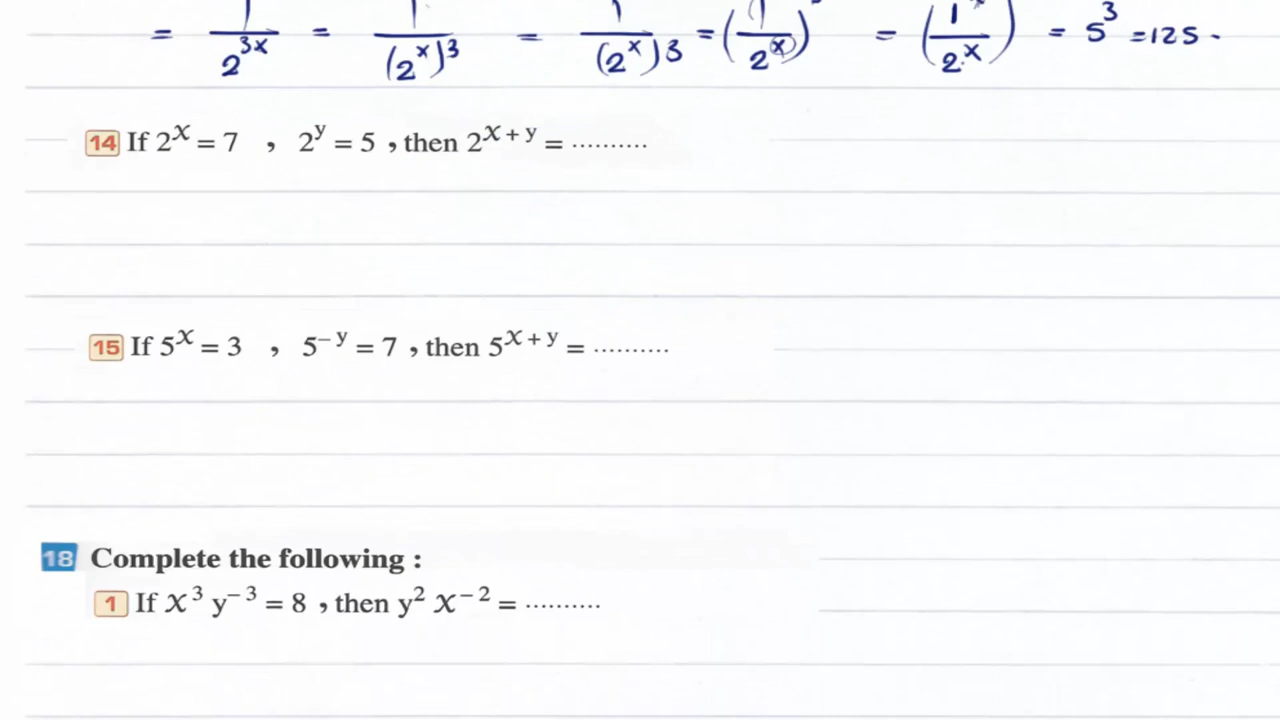 = 1/2^{3x} = 1/(2^x)^3 = 1/(2^x)3 = (1/2^x) = (1^x/2^x) = 5^3 = 125.
14 If 2^x = 7 , 2^y = 5 , then 2^{x + y} = ..........
15 If 5^x = 3 , 5^{- y} = 7 , then 5^{x + y} = ..........
18 Complete the following :
1 If x^3 y^{- 3} = 8 , then y^2 x^{- 2} = ..........